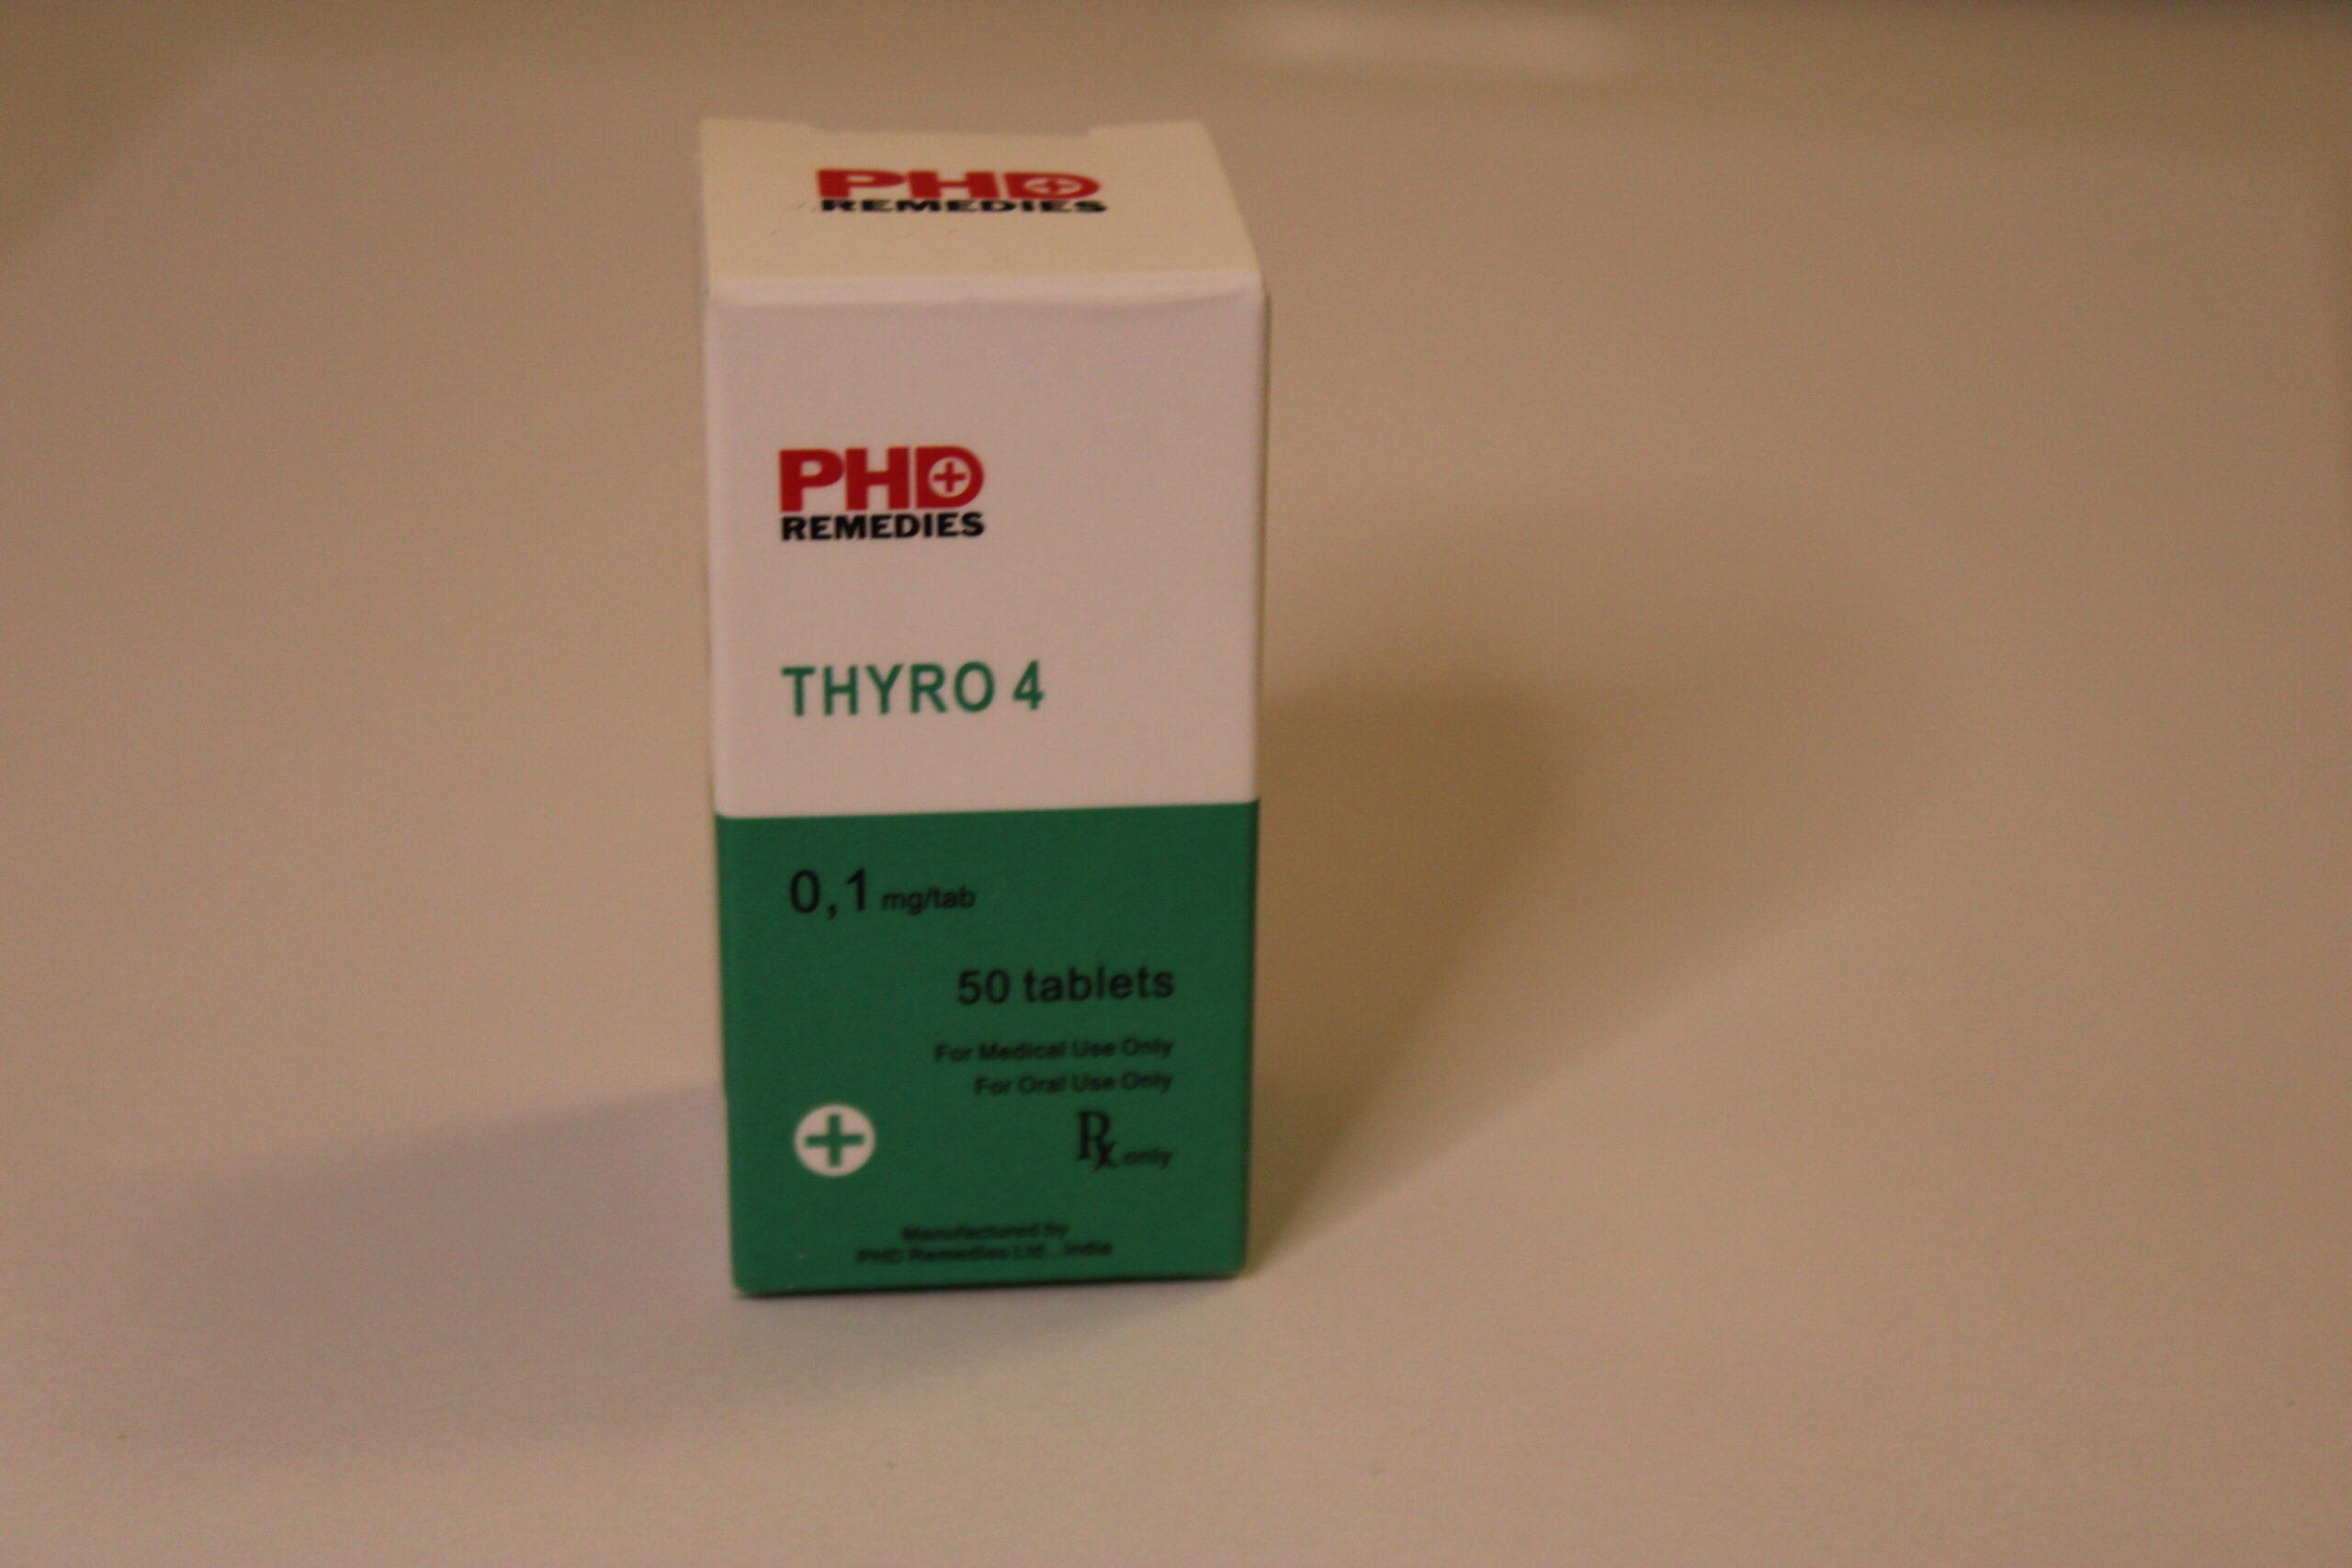 PHD
REMEDIES
PHD
REMEDIES
THYRO 4
0,1 mg/tab
50 tablets
For Medical Use Only
For Oral Use Only
Rx only
Manufactured by
PHD Remedies Ltd., India